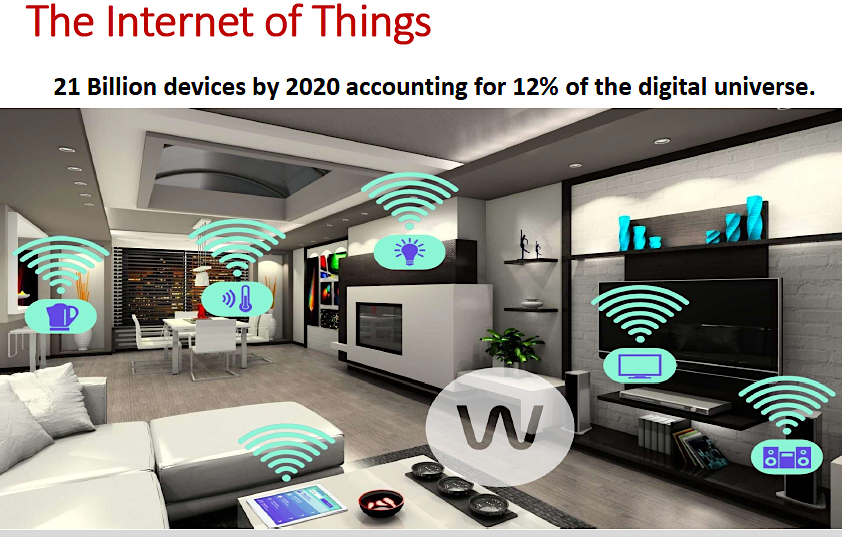 The Internet of Things
21 Billion devices by 2020 accounting for 12% of the digital universe.
W